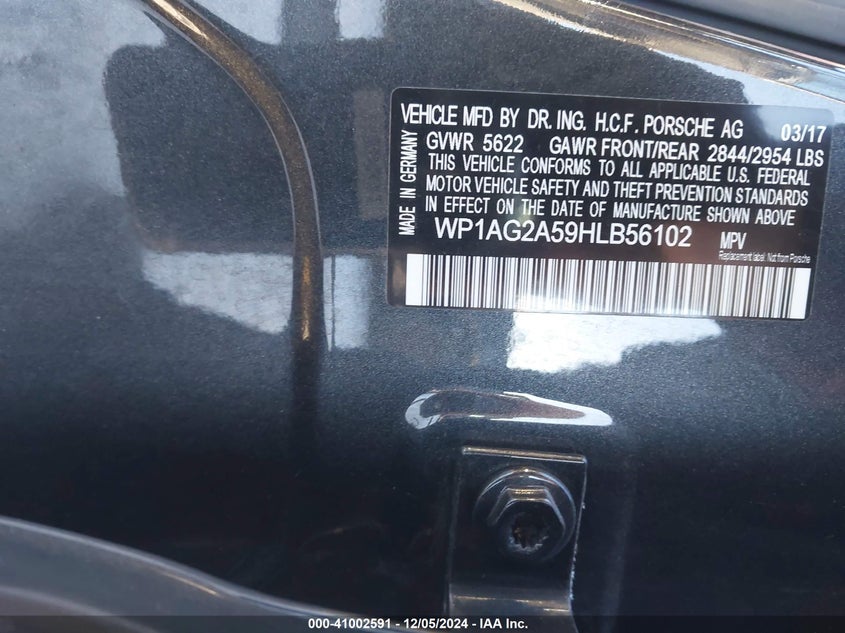 VEHICLE MFD BY DR. ING. H.C.F. PORSCHE AG 03/17
GVWR 5622 GAWR FRONT/REAR 2844/2954 LBS
THIS VEHICLE CONFORMS TO ALL APPLICABLE U.S. FEDERAL
MOTOR VEHICLE SAFETY AND THEFT PREVENTION STANDARDS
IN EFFECT ON THE DATE OF MANUFACTURE SHOWN ABOVE
MADE IN GERMANY
WP1AG2A59HLB56102 MPV
Replacement label. Not from Porsche
000-41002591 - 12/05/2024 - IAA Inc.